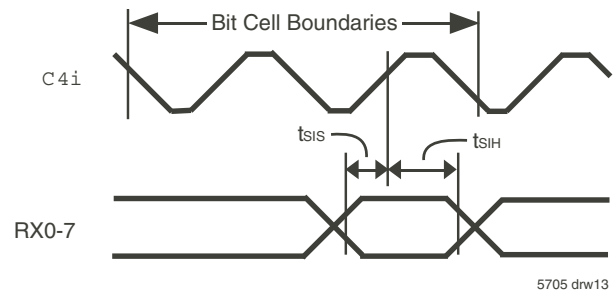 Bit Cell Boundaries
C4i
tSIS
tSIH
RX0-7
5705 drw13